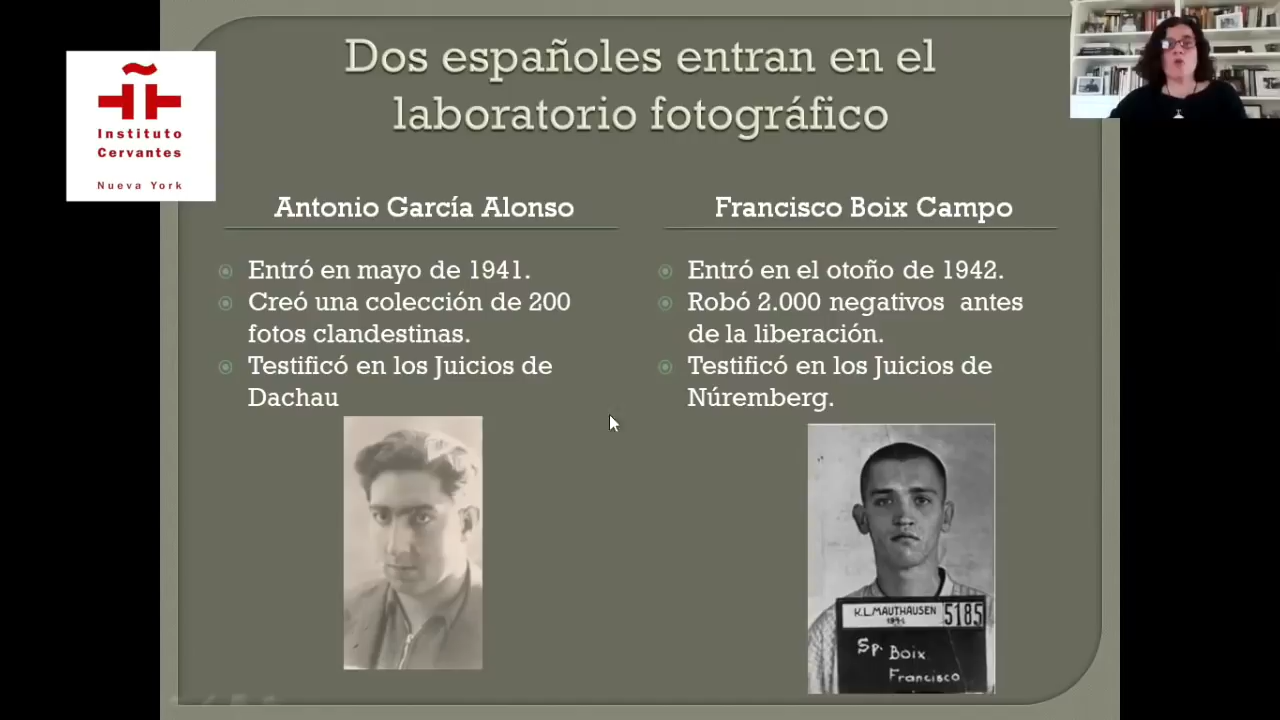 Dos españoles entran en el
laboratorio fotográfico
Instituto
Cervantes
Nueva York
Antonio García Alonso
Entró en mayo de 1941.
Creó una colección de 200
fotos clandestinas.
Testificó en los Juicios de
Dachau
Francisco Boix Campo
Entró en el otoño de 1942.
Robó 2.000 negativos antes
de la liberación.
Testificó en los Juicios de
Núremberg.
K.L.MAUTHAUSEN
5185
Sp. Boix
Francisco